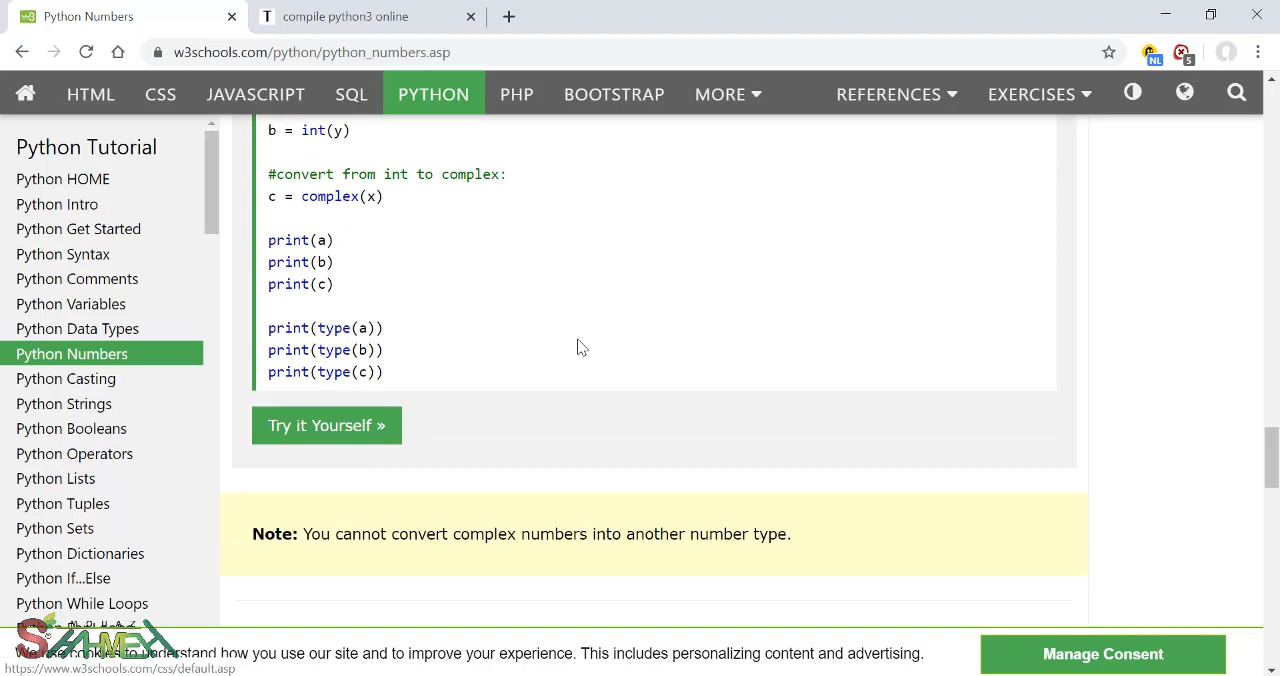 Python Numbers
T compile python3 online
w3schools.com/python/python_numbers.asp
NL
5
HTML CSS JAVASCRIPT SQL PYTHON PHP BOOTSTRAP MORE REFERENCES EXERCISES
Python Tutorial
Python HOME
Python Intro
Python Get Started
Python Syntax
Python Comments
Python Variables
Python Data Types
Python Numbers
Python Casting
Python Strings
Python Booleans
Python Operators
Python Lists
Python Tuples
Python Sets
Python Dictionaries
Python If...Else
Python While Loops
b = int(y)
#convert from int to complex:
c = complex(x)
print(a)
print(b)
print(c)
print(type(a))
print(type(b))
print(type(c))
Try it Yourself »
Note: You cannot convert complex numbers into another number type.
We use cookies to understand how you use our site and to improve your experience. This includes personalizing content and advertising.
Manage Consent
https://www.w3schools.com/css/default.asp